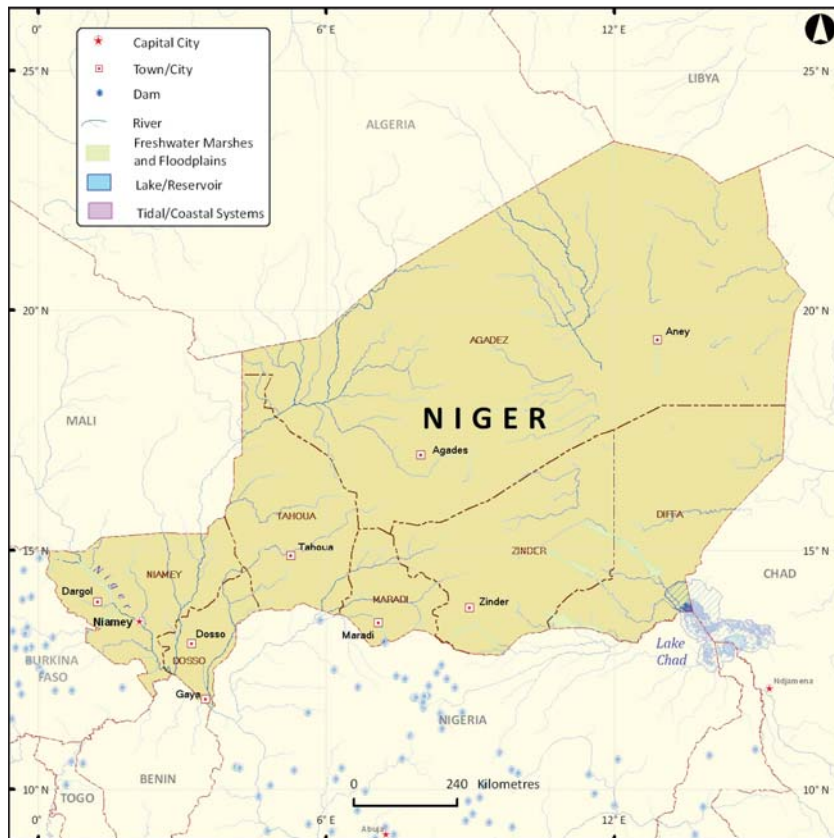 0°
6°E
12°E
25°N
25°N
Capital City
Town/City
Dam
River
Freshwater Marshes
and Floodplains
Lake/Reservoir
Tidal/Coastal Systems
LIBYA
ALGERIA
20°N
20°N
Aney
AGADEZ
NIGER
MALI
Agades
TAHOUA
DIFFA
15°N
15°N
Tahoua
ZINDER
Niger
NIAMEY
CHAD
Dargol
MARADI
Zinder
Niamey
Maradi
Dosso
Lake
Chad
BURKINA
FASO
DOSSO
Ndjamena
Gaya
NIGERIA
BENIN
0
240
Kilometres
10°N
10°N
TOGO
0°
6°E
12°E
Abuja